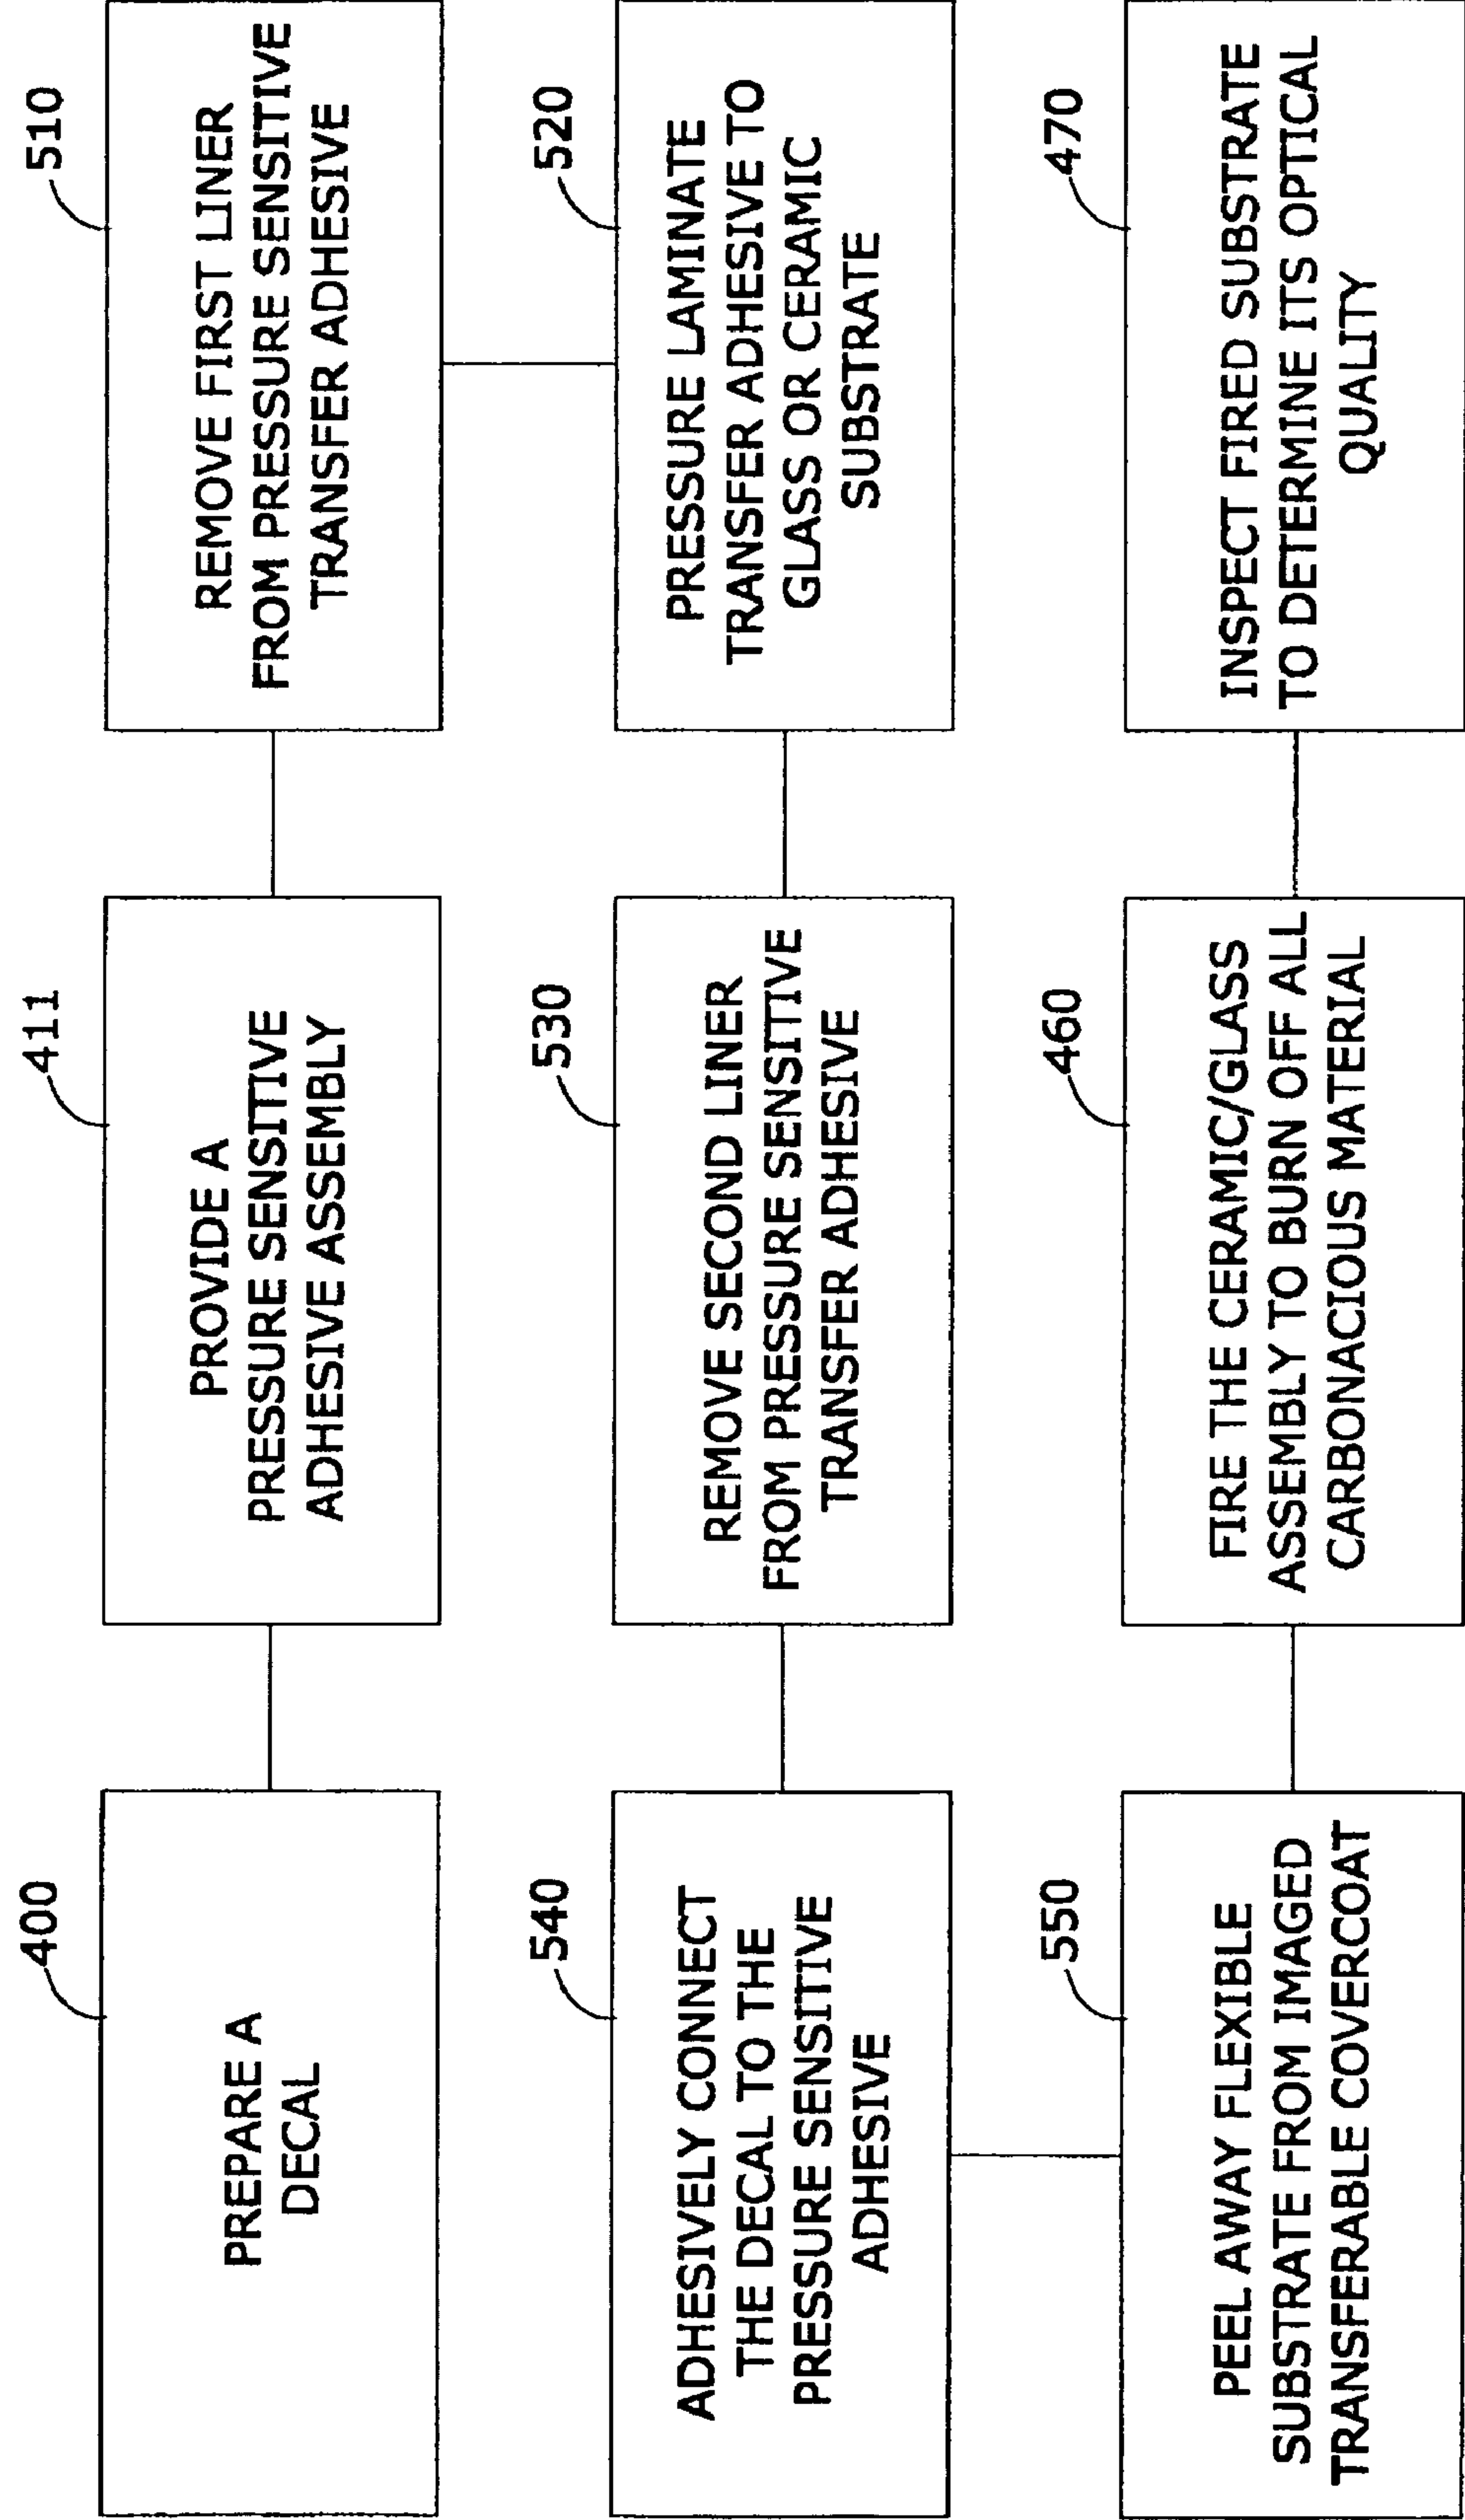 400
PREPARE A
DECAL
411
PROVIDE A
PRESSURE SENSITIVE
ADHESIVE ASSEMBLY
510
REMOVE FIRST LINER
FROM PRESSURE SENSITIVE
TRANSFER ADHESIVE
520
PRESSURE LAMINATE
TRANSFER ADHESIVE TO
GLASS OR CERAMIC
SUBSTRATE
530
REMOVE SECOND LINER
FROM PRESSURE SENSITIVE
TRANSFER ADHESIVE
540
ADHESIVELY CONNECT
THE DECAL TO THE
PRESSURE SENSITIVE
ADHESIVE
550
PEEL AWAY FLEXIBLE
SUBSTRATE FROM IMAGED
TRANSFERABLE COVERCOAT
460
FIRE THE CERAMIC/GLASS
ASSEMBLY TO BURN OFF ALL
CARBONACIOUS MATERIAL
470
INSPECT FIRED SUBSTRATE
TO DETERMINE ITS OPTICAL
QUALITY